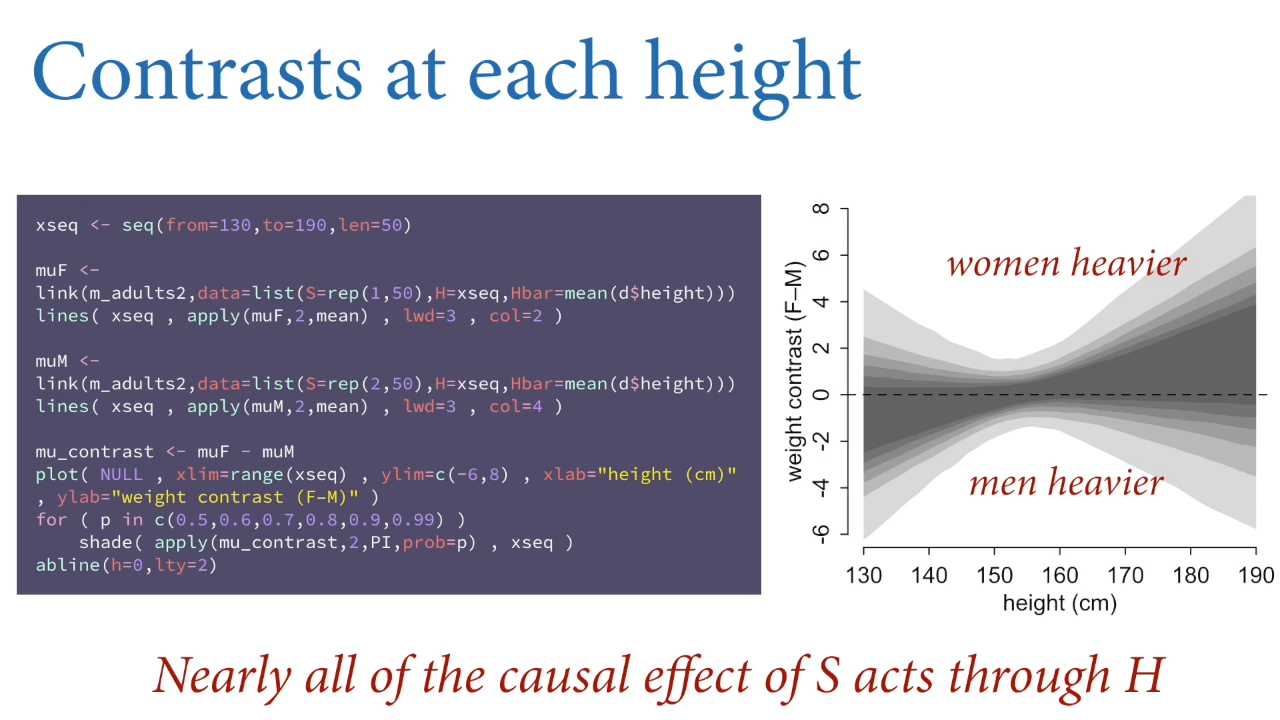 Contrasts at each height
xseq <- seq(from=130,to=190,len=50)
muF <-
link(m_adults2,data=list(S=rep(1,50),H=xseq,Hbar=mean(d$height)))
lines( xseq , apply(muF,2,mean) , lwd=3 , col=2 )
muM <-
link(m_adults2,data=list(S=rep(2,50),H=xseq,Hbar=mean(d$height)))
lines( xseq , apply(muM,2,mean) , lwd=3 , col=4 )
mu_contrast <- muF - muM
plot( NULL , xlim=range(xseq) , ylim=c(-6,8) , xlab="height (cm)"
, ylab="weight contrast (F–M)" )
for ( p in c(0.5,0.6,0.7,0.8,0.9,0.99) )
shade( apply(mu_contrast,2,PI,prob=p) , xseq )
abline(h=0,lty=2)
weight contrast (F–M)
8
6
4
2
0
-2
-4
-6
women heavier
men heavier
130 140 150 160 170 180 190
height (cm)
Nearly all of the causal effect of S acts through H